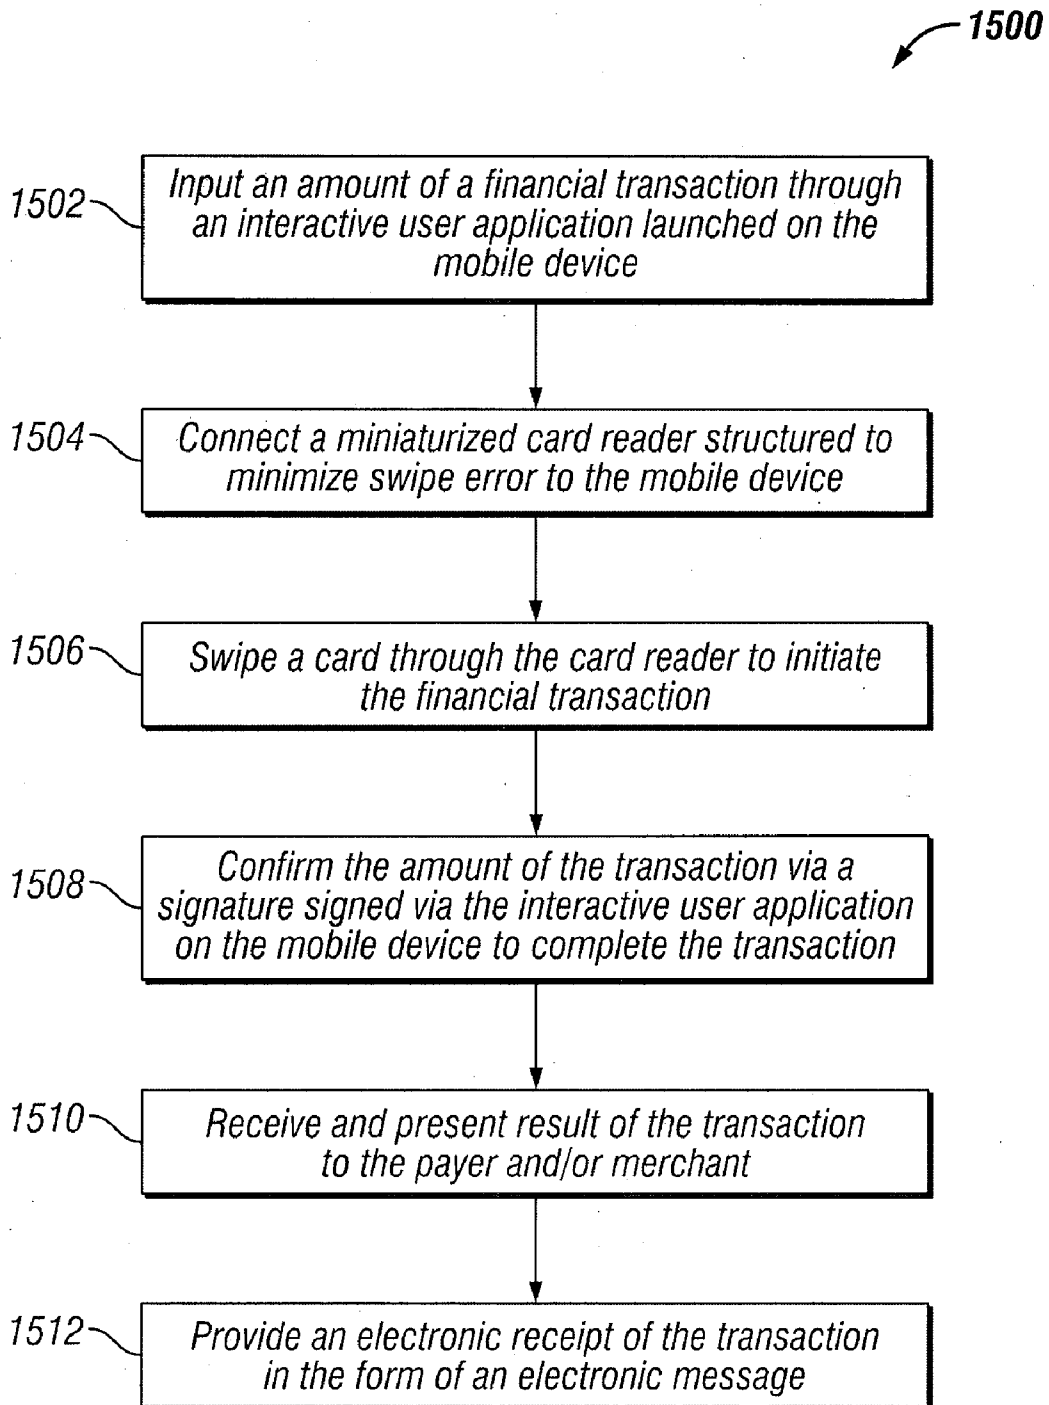 1500
1502
Input an amount of a financial transaction through
an interactive user application launched on the
mobile device
1504
Connect a miniaturized card reader structured to
minimize swipe error to the mobile device
1506
Swipe a card through the card reader to initiate
the financial transaction
1508
Confirm the amount of the transaction via a
signature signed via the interactive user application
on the mobile device to complete the transaction
1510
Receive and present result of the transaction
to the payer and/or merchant
1512
Provide an electronic receipt of the transaction
in the form of an electronic message